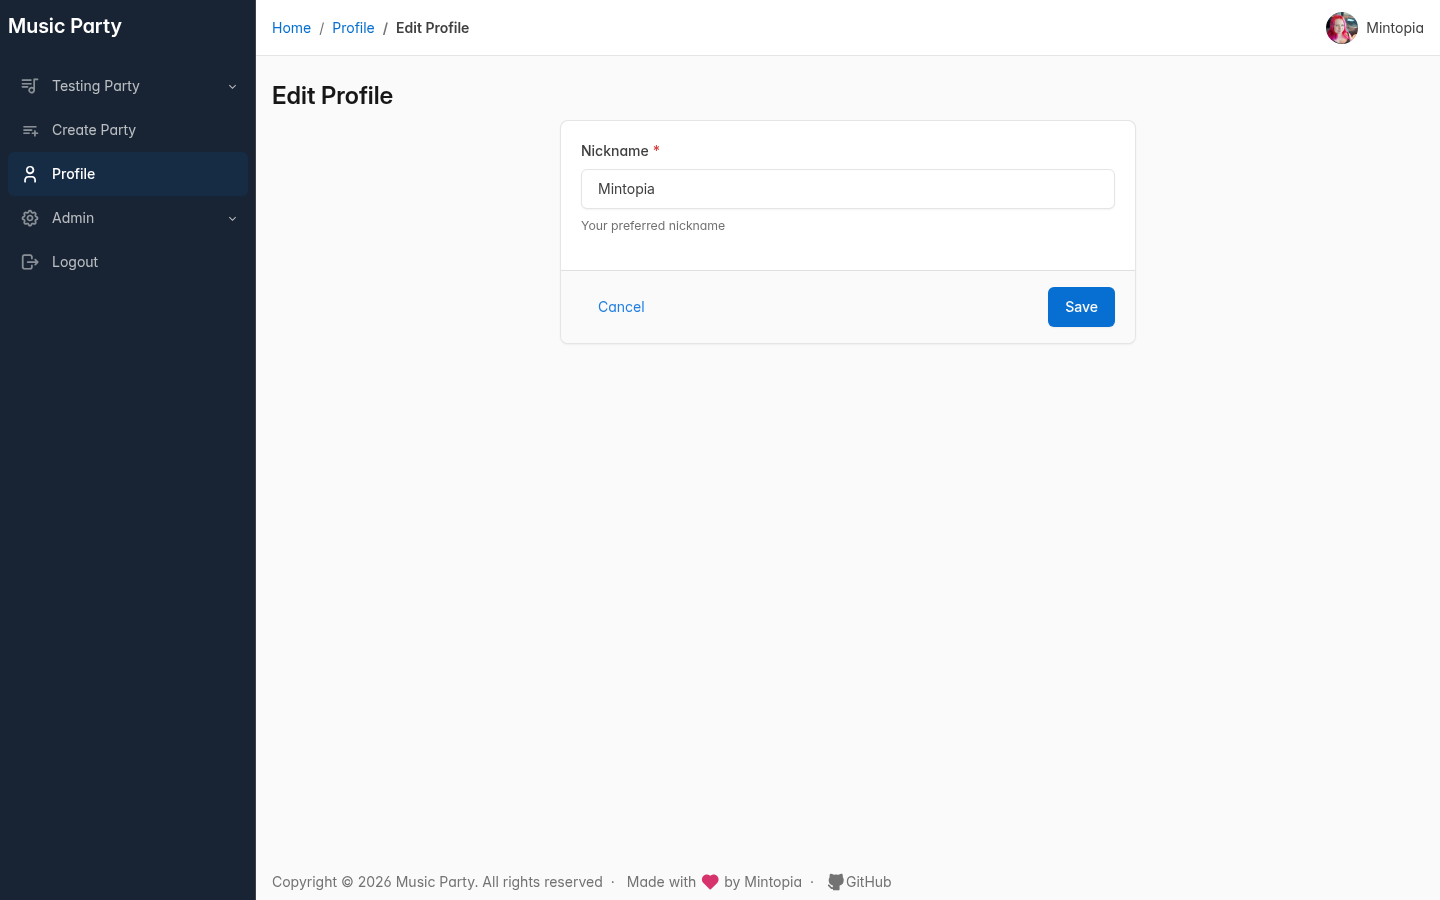 Music Party
Testing Party
Create Party
Profile
Admin
Logout
Home / Profile / Edit Profile
Mintopia
Edit Profile
Nickname *
Mintopia
Your preferred nickname
Cancel
Save
Copyright © 2026 Music Party. All rights reserved · Made with by Mintopia · GitHub